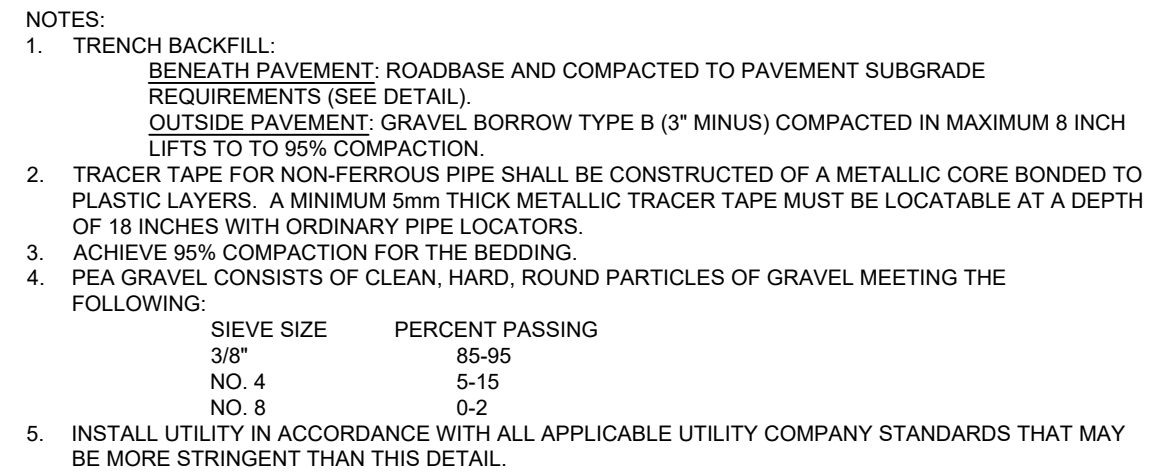 NOTES:
1. TRENCH BACKFILL:
BENEATH PAVEMENT: ROADBASE AND COMPACTED TO PAVEMENT SUBGRADE
REQUIREMENTS (SEE DETAIL).
OUTSIDE PAVEMENT: GRAVEL BORROW TYPE B (3" MINUS) COMPACTED IN MAXIMUM 8 INCH
LIFTS TO TO 95% COMPACTION.
2. TRACER TAPE FOR NON-FERROUS PIPE SHALL BE CONSTRUCTED OF A METALLIC CORE BONDED TO
PLASTIC LAYERS. A MINIMUM 5mm THICK METALLIC TRACER TAPE MUST BE LOCATABLE AT A DEPTH
OF 18 INCHES WITH ORDINARY PIPE LOCATORS.
3. ACHIEVE 95% COMPACTION FOR THE BEDDING.
4. PEA GRAVEL CONSISTS OF CLEAN, HARD, ROUND PARTICLES OF GRAVEL MEETING THE
FOLLOWING:
SIEVE SIZE PERCENT PASSING
3/8" 85-95
NO. 4 5-15
NO. 8 0-2
5. INSTALL UTILITY IN ACCORDANCE WITH ALL APPLICABLE UTILITY COMPANY STANDARDS THAT MAY
BE MORE STRINGENT THAN THIS DETAIL.